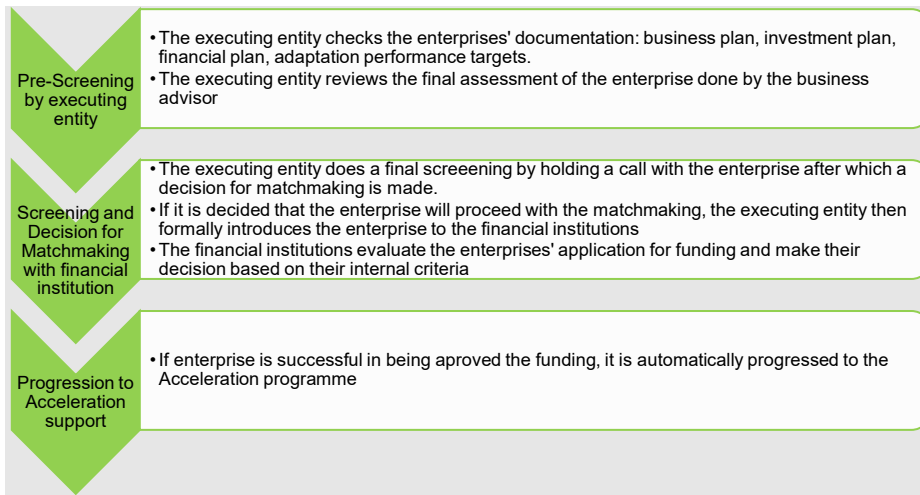 Pre-Screening
by executing
entity
• The executing entity checks the enterprises' documentation: business plan, investment plan,
financial plan, adaptation performance targets.
• The executing entity reviews the final assessment of the enterprise done by the business
advisor
Screening and
Decision for
Matchmaking
with financial
institution
• The executing entity does a final screeening by holding a call with the enterprise after which a
decision for matchmaking is made.
• If it is decided that the enterprise will proceed with the matchmaking, the executing entity then
formally introduces the enterprise to the financial institutions
• The financial institutions evaluate the enterprises' application for funding and make their
decision based on their internal criteria
Progression to
Acceleration
support
• If enterprise is successful in being aproved the funding, it is automatically progressed to the
Acceleration programme